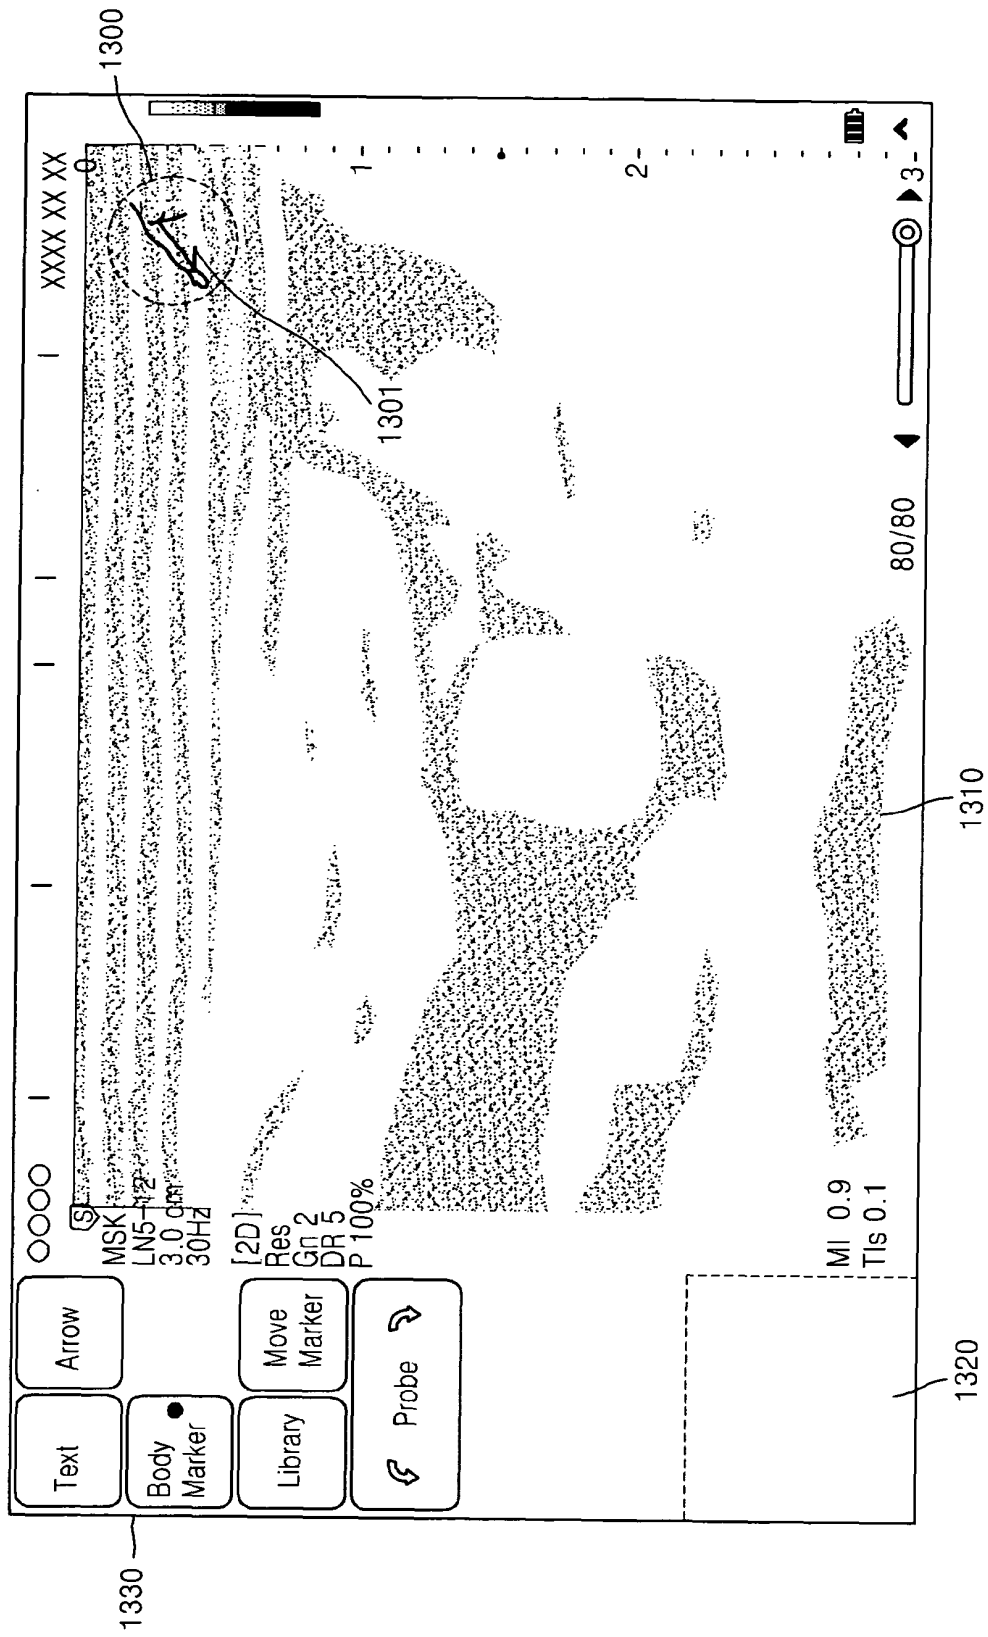 1330
Text
Arrow
Body
Marker
Library
Move
Marker
Probe
1320
S
MSK
LN5-12
3.0 cm
30Hz
[2D]
Res
Gn 2
DR 5
P 100%
MI 0.9
TIs 0.1
XXXX XX XX
0
1
2
3
1300
1301
1310
80/80